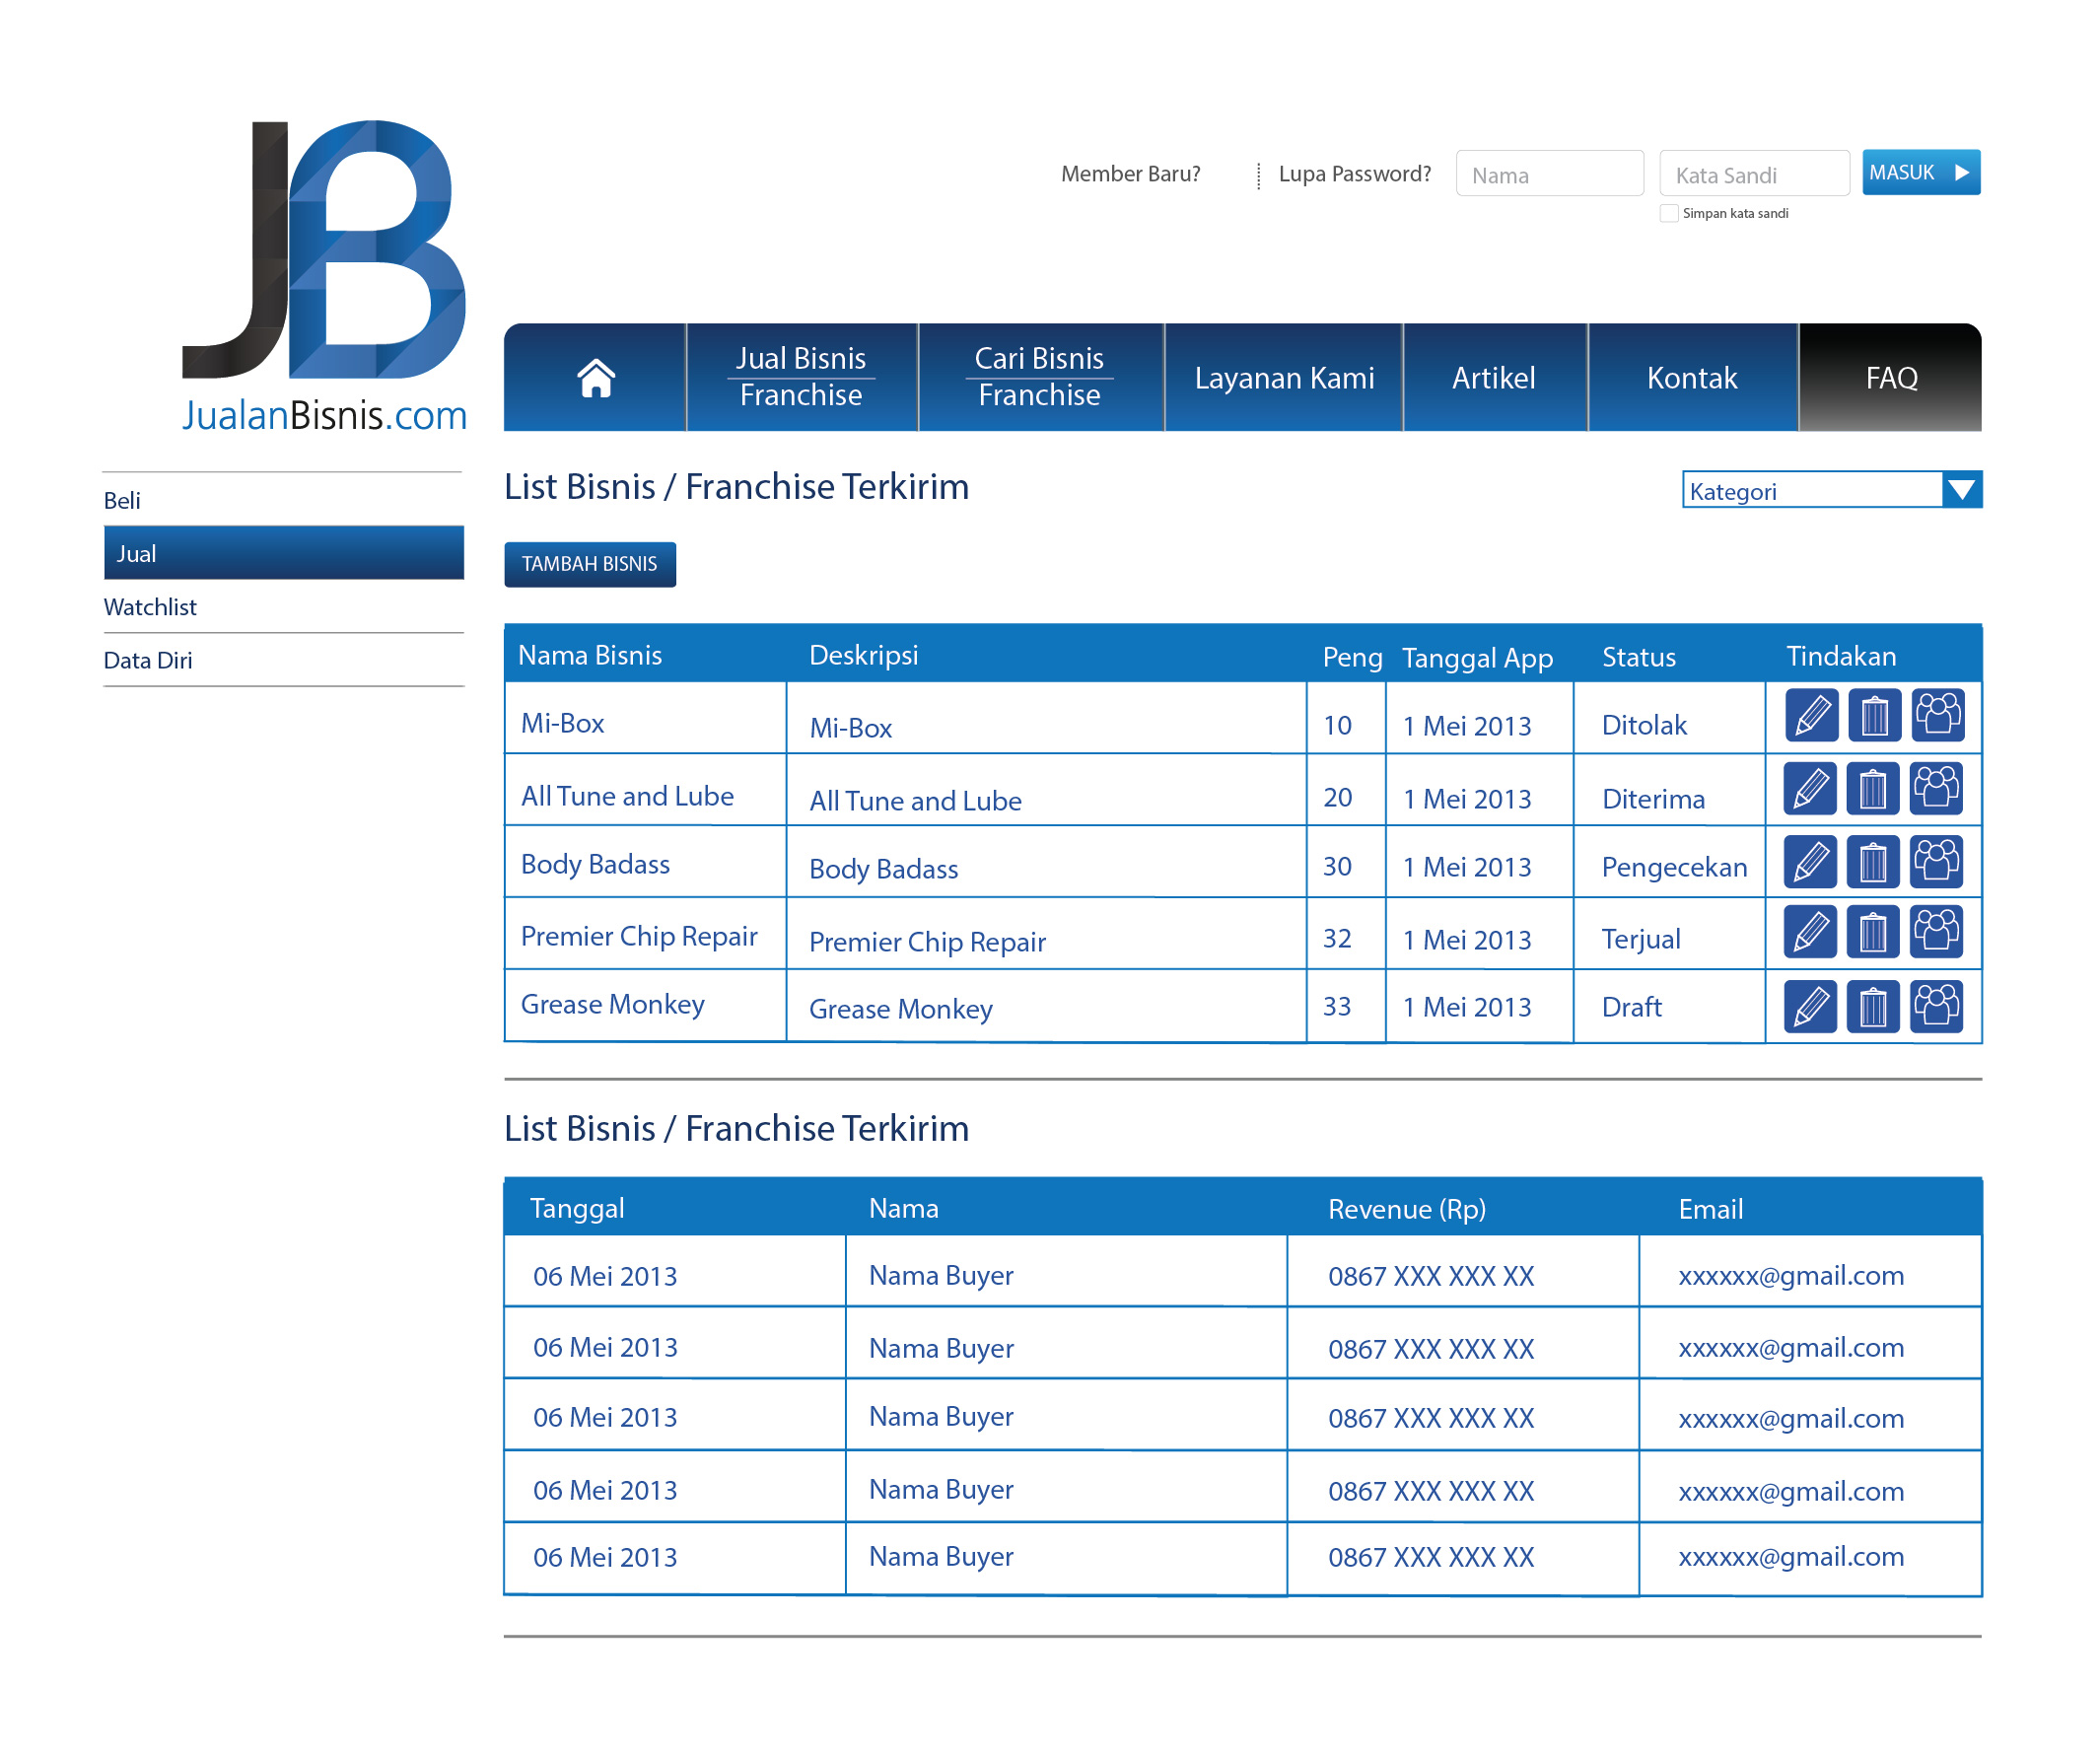 JB
JualanBisnis.com
Member Baru?
Lupa Password?
Nama
Kata Sandi
MASUK
Simpan kata sandi
Jual Bisnis
Franchise
Cari Bisnis
Franchise
Layanan Kami
Artikel
Kontak
FAQ
Beli
Jual
Watchlist
Data Diri
List Bisnis / Franchise Terkirim
Kategori
TAMBAH BISNIS
Nama Bisnis Deskripsi Peng Tanggal App Status Tindakan
Mi-Box Mi-Box 10 1 Mei 2013 Ditolak
All Tune and Lube All Tune and Lube 20 1 Mei 2013 Diterima
Body Badass Body Badass 30 1 Mei 2013 Pengecekan
Premier Chip Repair Premier Chip Repair 32 1 Mei 2013 Terjual
Grease Monkey Grease Monkey 33 1 Mei 2013 Draft
List Bisnis / Franchise Terkirim
Tanggal Nama Revenue (Rp) Email
06 Mei 2013 Nama Buyer 0867 XXX XXX XX xxxxxx@gmail.com
06 Mei 2013 Nama Buyer 0867 XXX XXX XX xxxxxx@gmail.com
06 Mei 2013 Nama Buyer 0867 XXX XXX XX xxxxxx@gmail.com
06 Mei 2013 Nama Buyer 0867 XXX XXX XX xxxxxx@gmail.com
06 Mei 2013 Nama Buyer 0867 XXX XXX XX xxxxxx@gmail.com